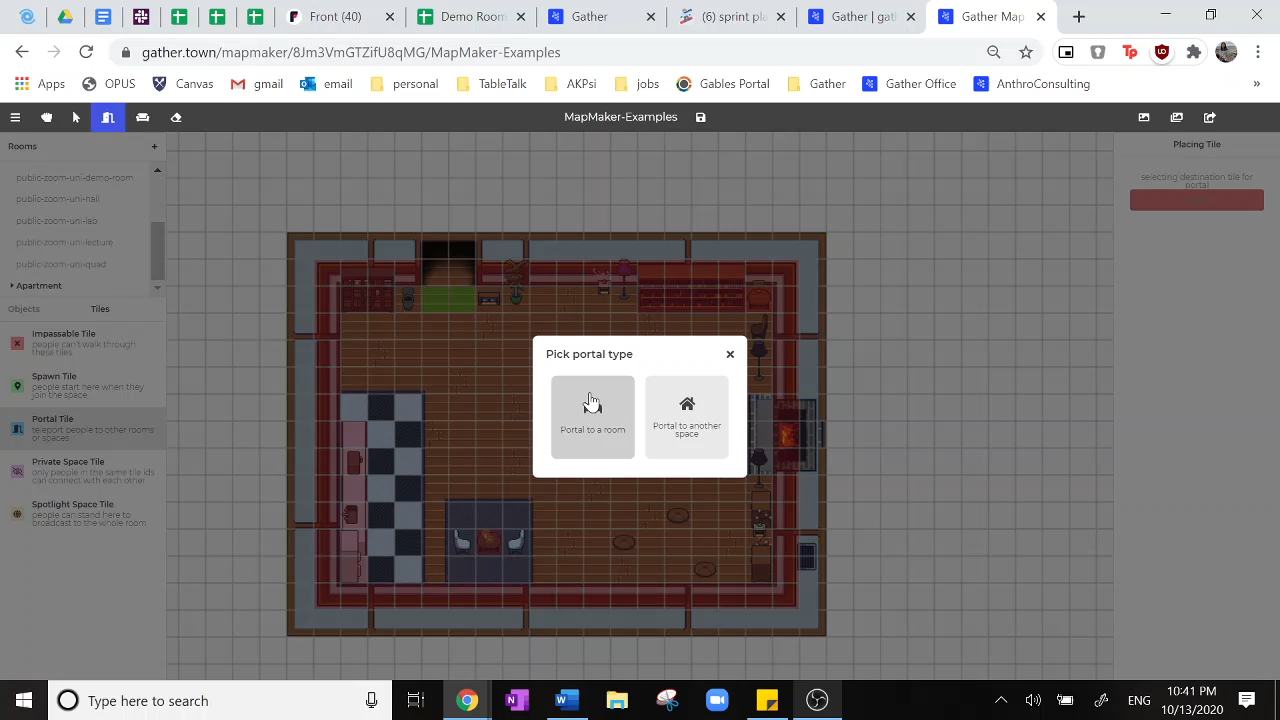 Front (40)
Demo Room
Gather
(6) sprint p
Gather | gat
Gather Map
gather.town/mapmaker/8Jm3VmGTZifU8qMG/MapMaker-Examples
Apps
OPUS
Canvas
gmail
email
personal
TableTalk
AKPsi
jobs
Gables Portal
Gather
Gather Office
AnthroConsulting
»
MapMaker-Examples
Rooms
+
public-zoom-uni-demo-room
public-zoom-uni-hall
public-zoom-uni-lab
public-zoom-uni-lecture
public-zoom-uni-quad
Apartment
Objects
Tiles
Impassable Tile
people can't walk through
these tiles
Spawn Tile
people start here when they
join the space
Portal Tile
teleport people to other rooms
or spaces
Private Space Tile
only people in the same tile ids
can connect with each other
Spotlight Space Tile
people can stand here to
broadcast to the whole room
Pick portal type
Portal to a room
Portal to another
space
Placing Tile
selecting destination tile for
portal
Type here to search
ENG
10:41 PM
10/13/2020